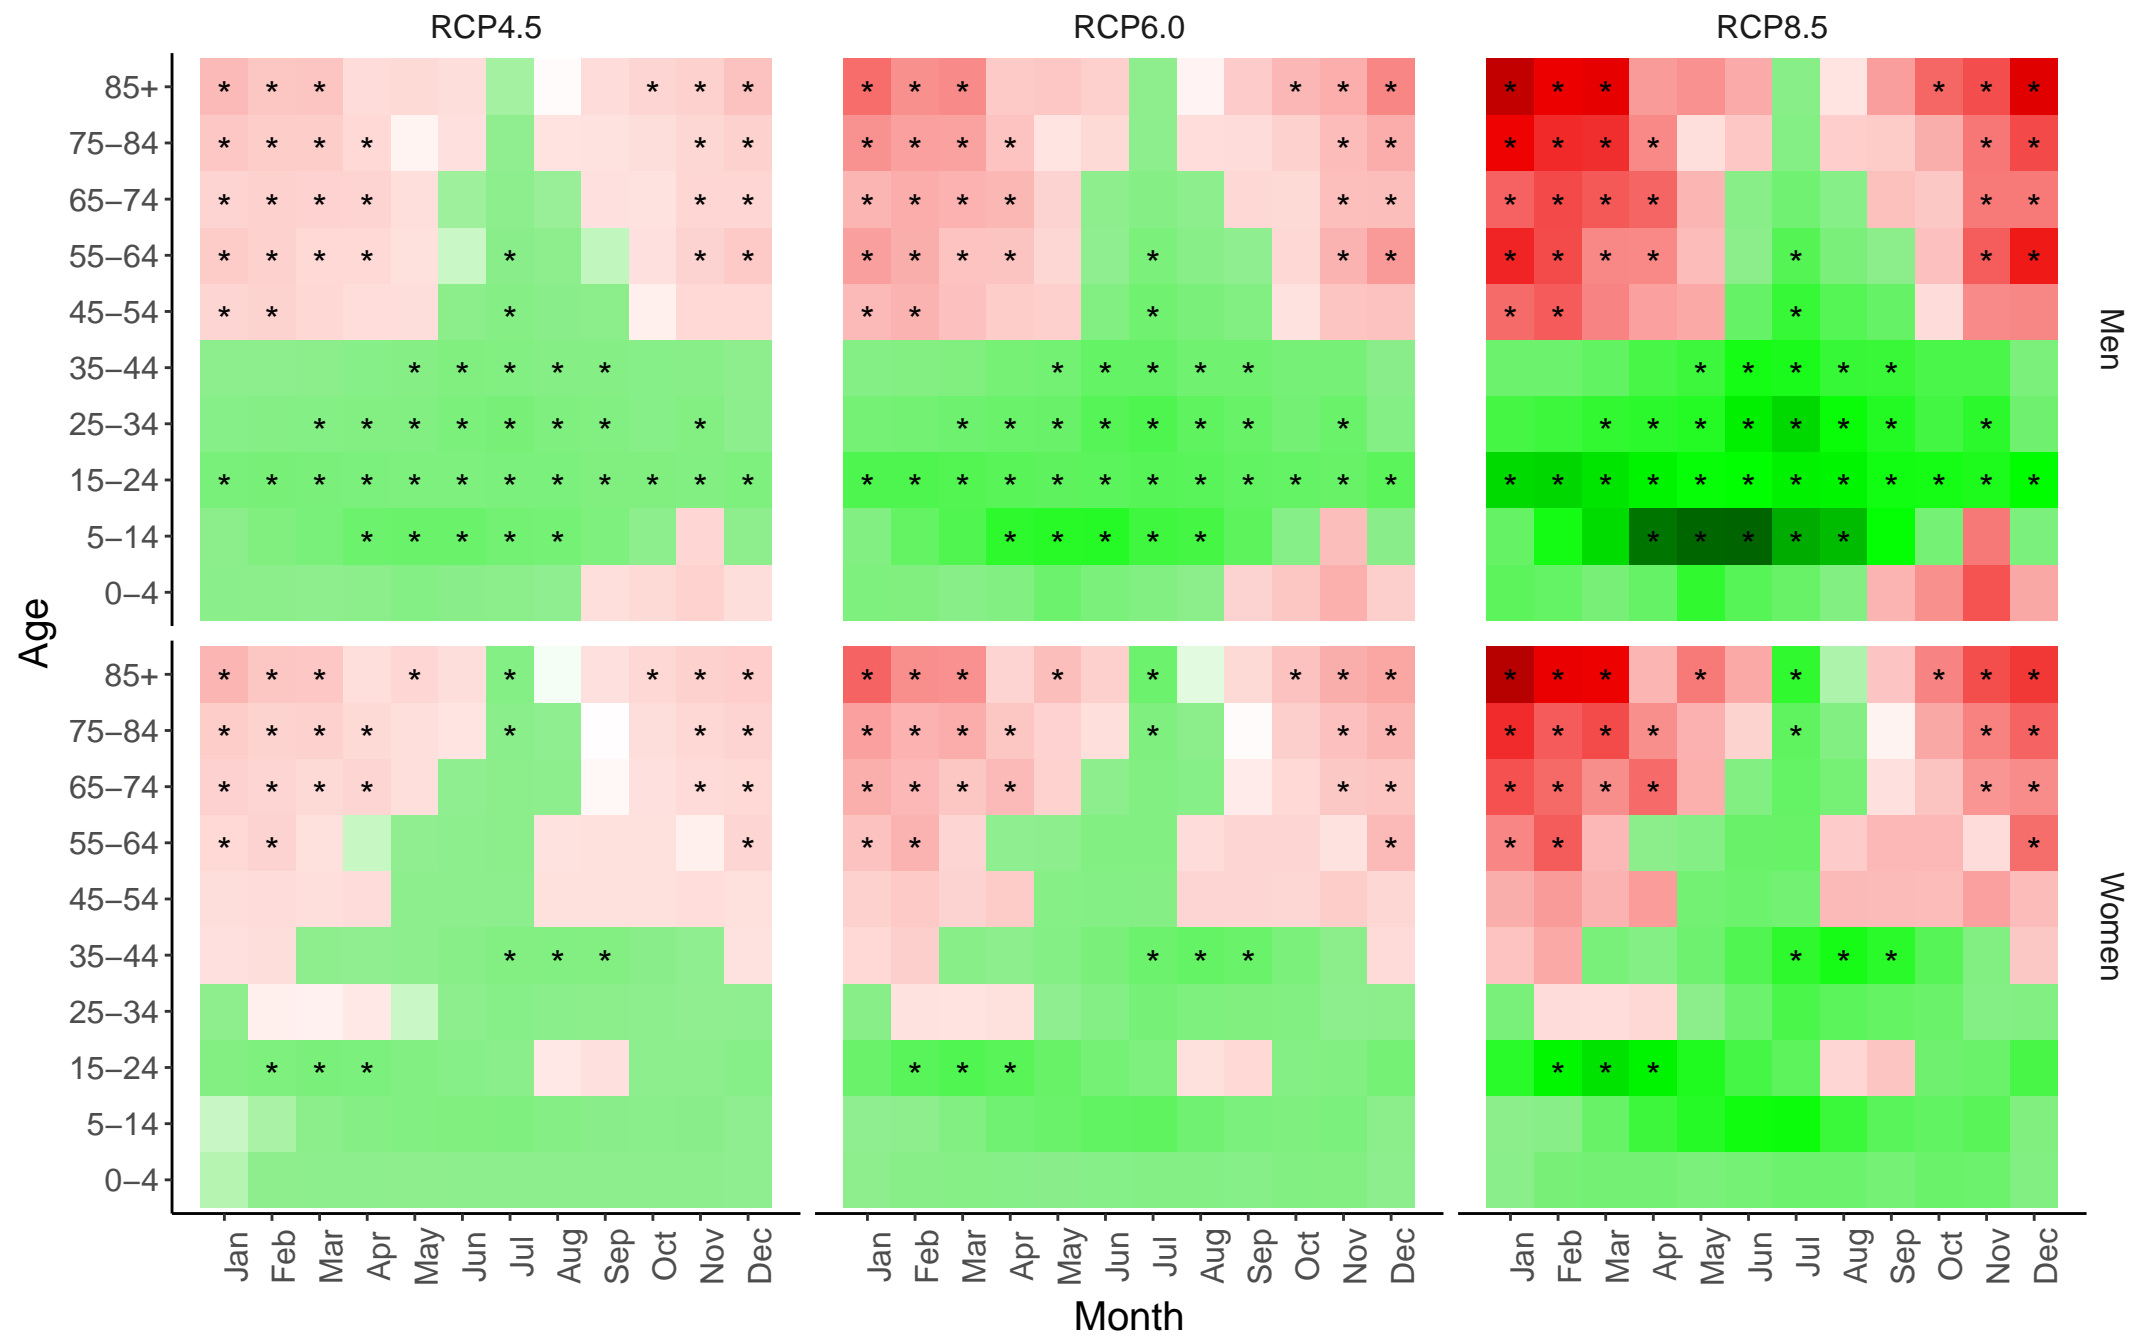 RCP4.5 RCP6.0 RCP8.5
85+ * * * * * * * * * * * * * * * * * *
75–84 * * * * * * * * * * * * * * * * * *
65–74 * * * * * * * * * * * * * * * * * *
55–64 * * * * * * * * * * * * * * * * * * * * *
45–54 * * * * * * * * *
Men
35–44 * * * * * * * * * * * * * * *
25–34 * * * * * * * * * * * * * * * * * * * * * * * *
15–24 * * * * * * * * * * * * * * * * * * * * * * * * * * * * * * * * * * * *
5–14 * * * * * * * * * * * * * * *
0–4
Age
85+ * * * * * * * * * * * * * * * * * * * * * * * *
75–84 * * * * * * * * * * * * * * * * * * * * *
65–74 * * * * * * * * * * * * * * * * * *
55–64 * * * * * * * * *
45–54
Women
35–44 * * * * * * * * *
25–34
15–24 * * * * * * * * *
5–14
0–4
Jan Feb Mar Apr May Jun Jul Aug Sep Oct Nov Dec Jan Feb Mar Apr May Jun Jul Aug Sep Oct Nov Dec Jan Feb Mar Apr May Jun Jul Aug Sep Oct Nov Dec
Month